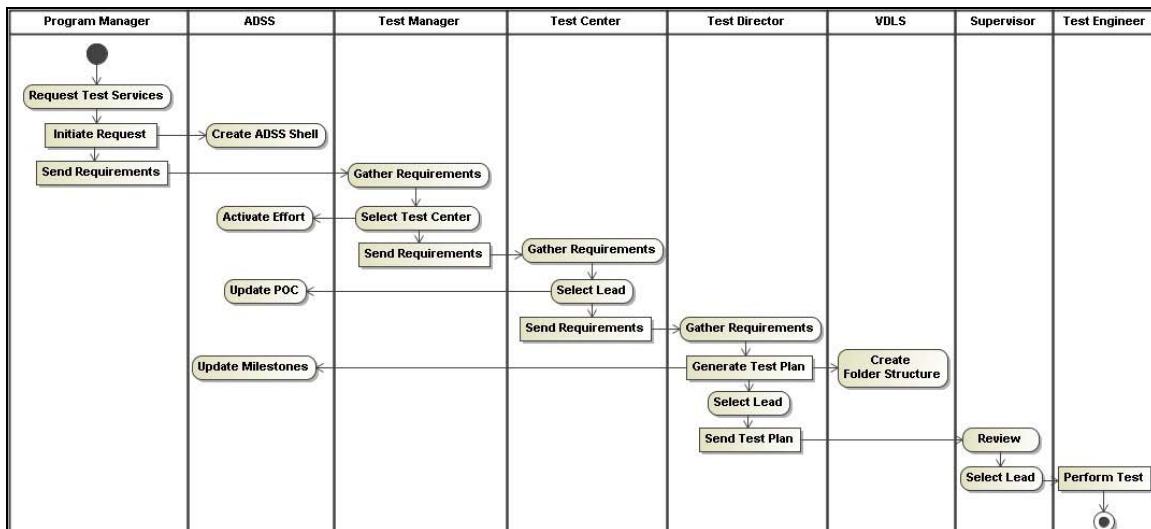 Program Manager
ADSS
Test Manager
Test Center
Test Director
VDLS
Supervisor
Test Engineer
Request Test Services
Initiate Request
Create ADSS Shell
Send Requirements
Gather Requirements
Activate Effort
Select Test Center
Send Requirements
Gather Requirements
Update POC
Select Lead
Send Requirements
Gather Requirements
Update Milestones
Generate Test Plan
Create
Folder Structure
Select Lead
Send Test Plan
Review
Select Lead
Perform Test